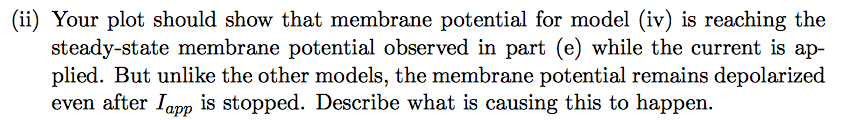 (ii) Your plot should show that membrane potential for model (iv) is reaching the
steady-state membrane potential observed in part (e) while the current is ap-
plied. But unlike the other models, the membrane potential remains depolarized
even after I_app is stopped. Describe what is causing this to happen.